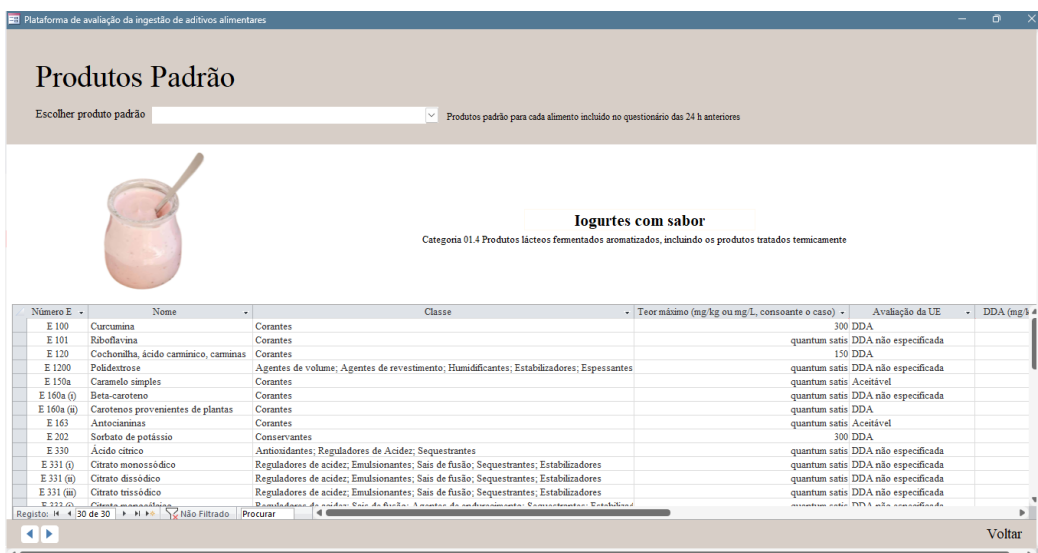 Plataforma de avaliação da ingestão de aditivos alimentares
Produtos Padrão
Escolher produto padrão
Produtos padrão para cada alimento incluido no questionário das 24 h anteriores
Iogurtes com sabor
Categoria 01.4 Produtos lácteos fermentados aromatizados, incluindo os produtos tratados termicamente
Número E Nome Classe Teor máximo (mg/kg ou mg/L, consoante o caso) Avaliação da UE DDA (mg/k
E 100 Curcumina Corantes 300 DDA
E 101 Riboflavina Corantes quantum satis DDA não especificada
E 120 Cochonilha, ácido carminico, carminas Corantes 150 DDA
E 1200 Polidextrose Agentes de volume; Agentes de revestimento; Humidificantes; Estabilizadores; Espessantes quantum satis DDA não especificada
E 150a Caramelo simples Corantes quantum satis Aceitável
E 160a (i) Beta-caroteno Corantes quantum satis DDA não especificada
E 160a (ii) Carotenos provenientes de plantas Corantes quantum satis DDA
E 163 Antocianinas Corantes quantum satis Aceitável
E 202 Sorbato de potássio Conservantes 300 DDA
E 330 Ácido cítrico Antioxidantes; Reguladores de Acidez; Sequestrantes quantum satis DDA não especificada
E 331 (i) Citrato monossódico Reguladores de acidez; Emulsionantes; Sais de fusão; Sequestrantes; Estabilizadores quantum satis DDA não especificada
E 331 (ii) Citrato dissódico Reguladores de acidez; Emulsionantes; Sais de fusão; Sequestrantes; Estabilizadores quantum satis DDA não especificada
E 331 (iii) Citrato trissódico Reguladores de acidez; Emulsionantes; Sais de fusão; Sequestrantes; Estabilizadores quantum satis DDA não especificada
Registo: 30 de 30 Não Filtrado Procurar
Voltar